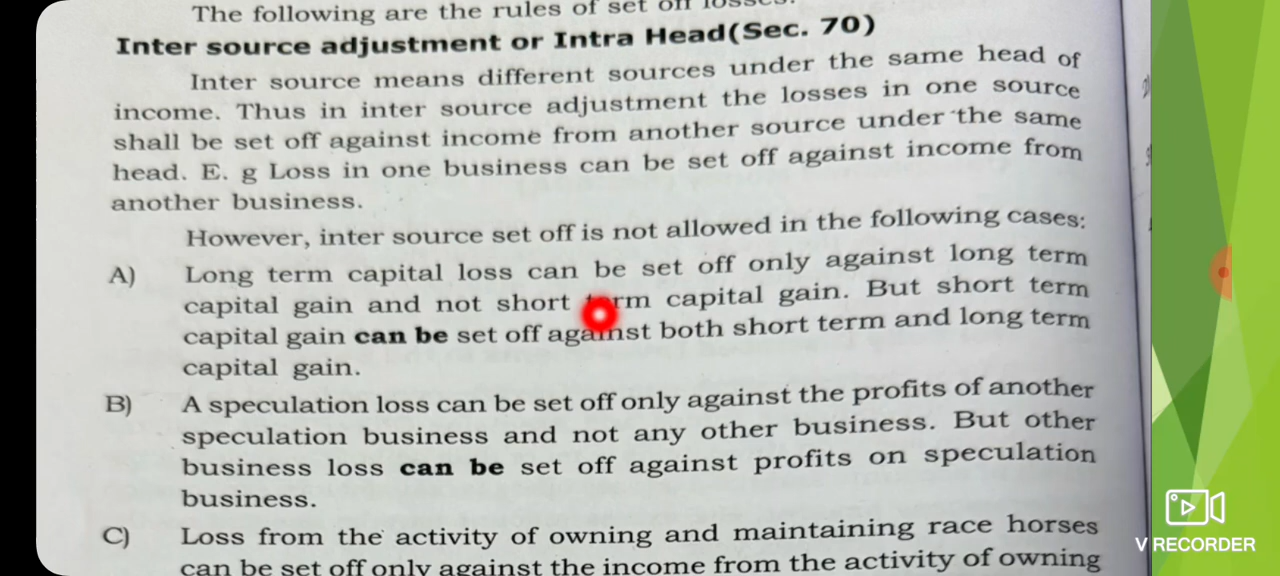 The following are the rules of set off losses.
Inter source adjustment or Intra Head(Sec. 70)
Inter source means different sources under the same head of
income. Thus in inter source adjustment the losses in one source
shall be set off against income from another source under the same
head. E. g Loss in one business can be set off against income from
another business.
However, inter source set off is not allowed in the following cases:
A) Long term capital loss can be set off only against long term
capital gain and not short term capital gain. But short term
capital gain can be set off against both short term and long term
capital gain.
B) A speculation loss can be set off only against the profits of another
speculation business and not any other business. But other
business loss can be set off against profits on speculation
business.
C) Loss from the activity of owning and maintaining race horses
can be set off only against the income from the activity of owning
V RECORDER